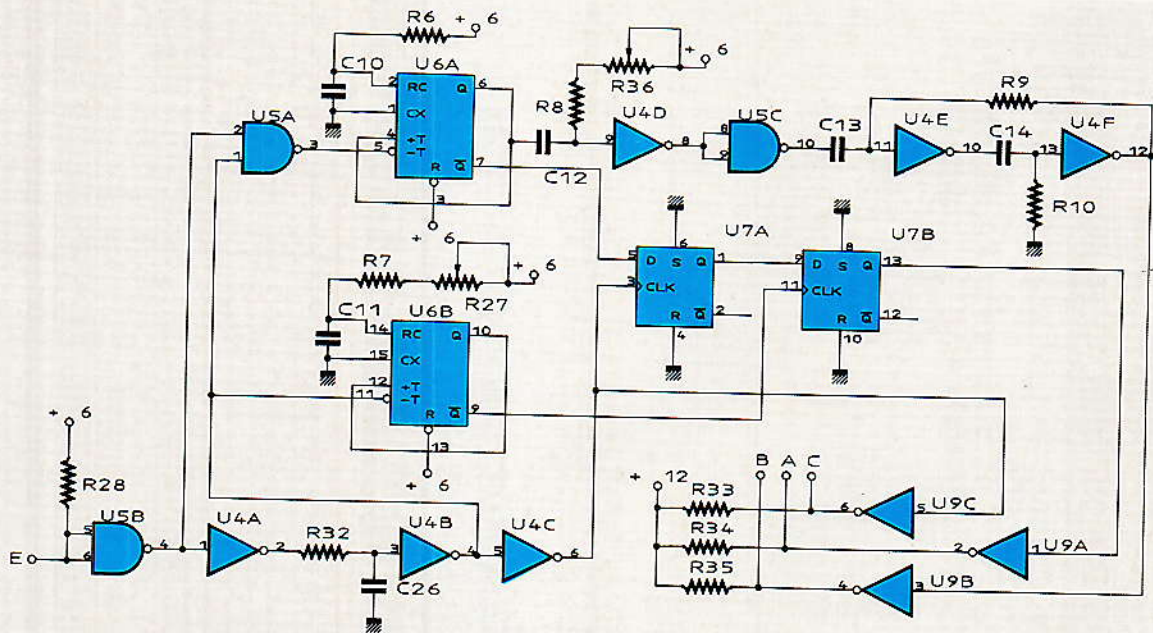 R6
+ 6
C10
U6A
2 RC Q 6
1 CX
4 +T
5 -T
R Q 7
3
+ 6
U5A
2
1
3
R8
R36
+ 6
C12
U4D
9 8
U5C
8
9
10
C13
R9
U4E
11 10
C14
U4F
13 12
R10
R7
R27
+ 6
C11
U6B
14 RC Q 10
15 CX
12 +T
11 -T
R Q 9
13
+ 6
U7A
6
5 D S Q 1
3 CLK
R Q 2
4
U7B
8
9 D S Q 13
11 CLK
R Q 12
10
+ 6
R28
E
U5B
5
6
4
U4A
1 2
R32
C26
U4B
3 4
U4C
5 6
+ 12
B A C
R33
R34
R35
6 5 U9C
2 1 U9A
4 3 U9B